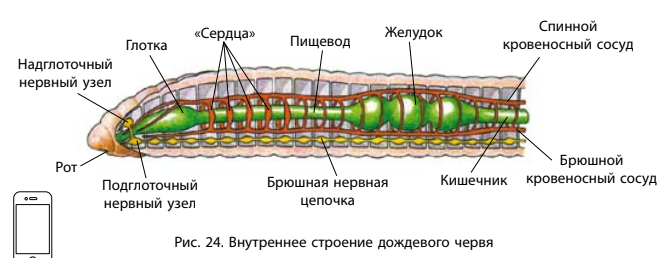 Спинной
кровеносный сосуд
«Сердца»
Желудок
Глотка
Пищевод
Надглоточный
нервный узел
Рот
Подглоточный
нервный узел
Брюшная нервная
цепочка
Кишечник
Брюшной
кровеносный сосуд
Рис. 24. Внутреннее строение дождевого червя